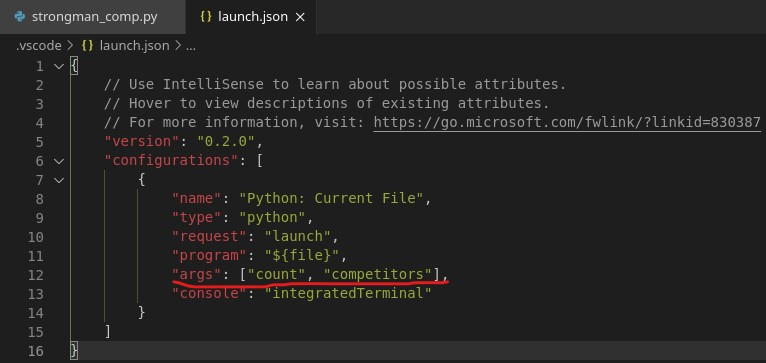 strongman_comp.py {} launch.json ×
.vscode > {} launch.json > ...
1 {
2 // Use IntelliSense to learn about possible attributes.
3 // Hover to view descriptions of existing attributes.
4 // For more information, visit: https://go.microsoft.com/fwlink/?linkid=830387
5 "version": "0.2.0",
6 "configurations": [
7 {
8 "name": "Python: Current File",
9 "type": "python",
10 "request": "launch",
11 "program": "${file}",
12 "args": ["count", "competitors"],
13 "console": "integratedTerminal"
14 }
15 ]
16 }